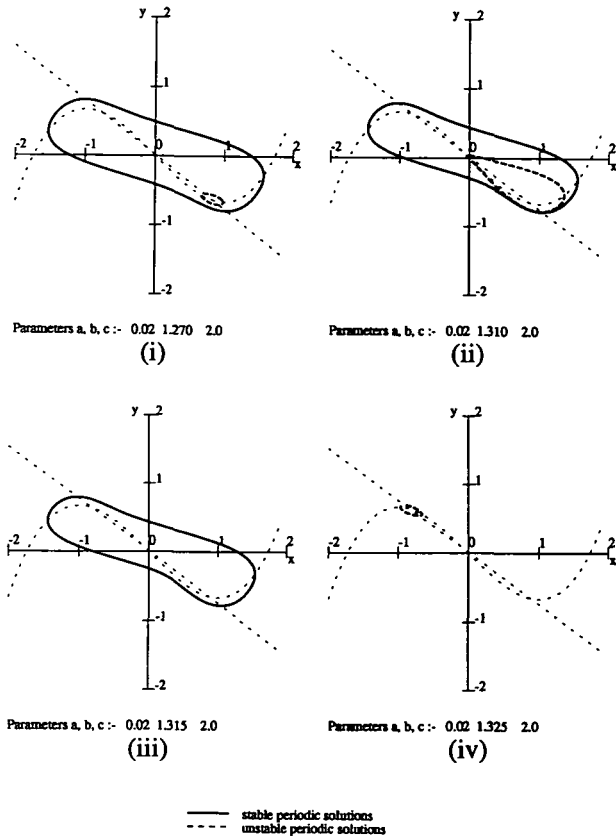 y 2 y 2
1 1
-2 -1 0 1 2 -2 -1 0 1 2
x x
-1 -1
-2 -2
Parameters a, b, c :- 0.02 1.270 2.0 Parameters a, b, c :- 0.02 1.310 2.0
(i) (ii)
y 2 y 2
1 1
-2 -1 0 1 2 -2 -1 0 1 2
x x
-1 -1
-2 -2
Parameters a, b, c :- 0.02 1.315 2.0 Parameters a, b, c :- 0.02 1.325 2.0
(iii) (iv)
stable periodic solutions
unstable periodic solutions